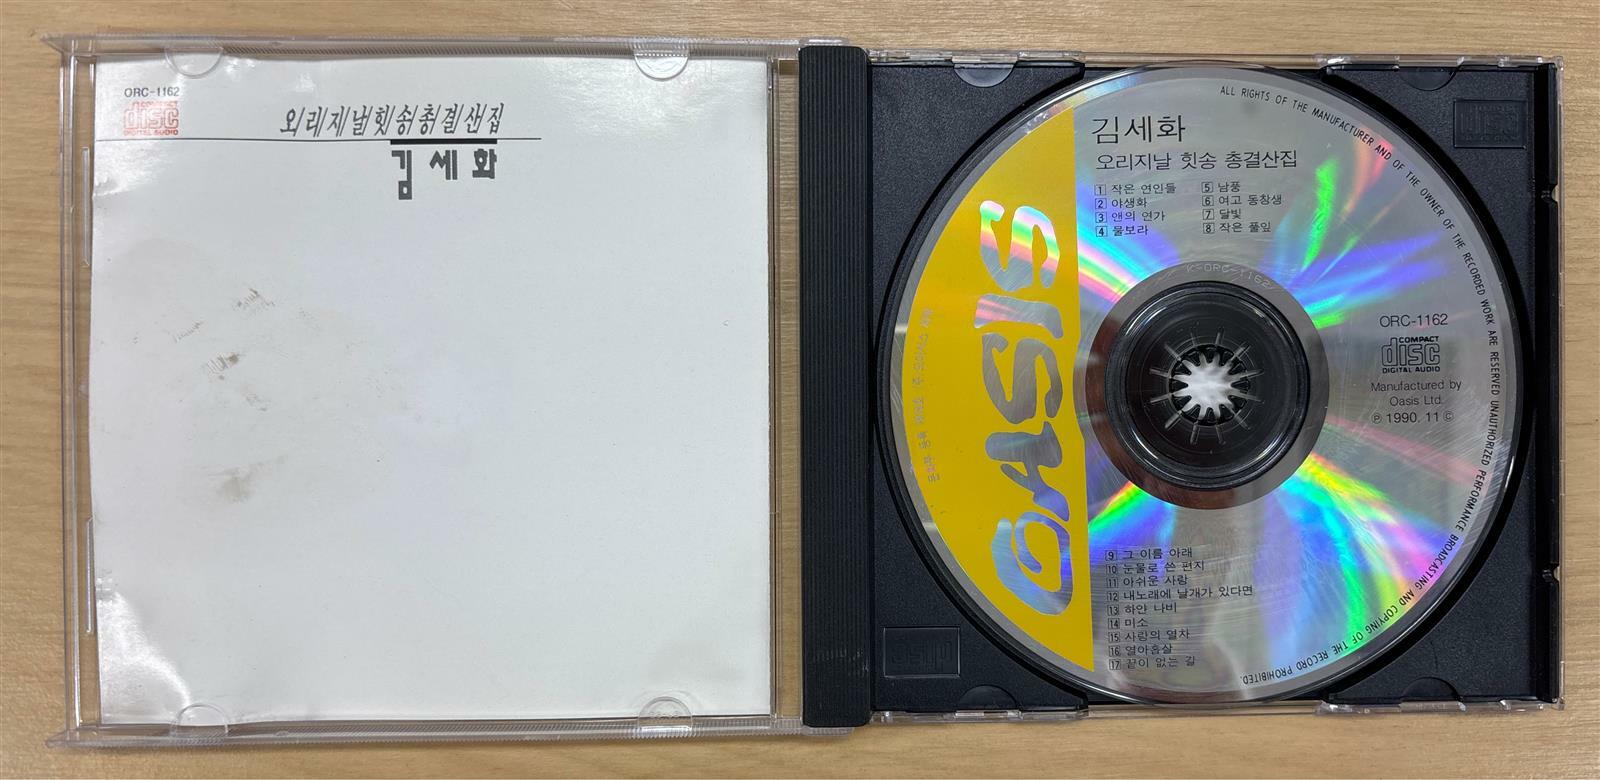 ORC-1162
COMPACT
disc
DIGITAL AUDIO
오리지날힛송총결산집
김세화
ALL RIGHTS OF THE MANUFACTURER AND OF THE OWNER OF THE RECORDED WORK ARE RESERVED UNAUTHORIZED PERFORMANCE BROADCASTING AND COPYING OF THE RECORD PROHIBITED.
김세화
오리지날 힛송 총결산집
1 작은 연인들
2 야생화
3 앤의 연가
4 물보라
5 남풍
6 여고 동창생
7 달빛
8 작은 풀잎
OASIS
K-ORC-1162
ORC-1162
COMPACT
disc
DIGITAL AUDIO
Manufactured by
Oasis Ltd.
Ⓟ 1990. 11 Ⓒ
9 그 이름 아래
10 눈물로 쓴 편지
11 아쉬운 사랑
12 내노래에 날개가 있다면
13 하얀 나비
14 미소
15 사랑의 열차
16 열아홉살
17 끝이 없는 길
disc